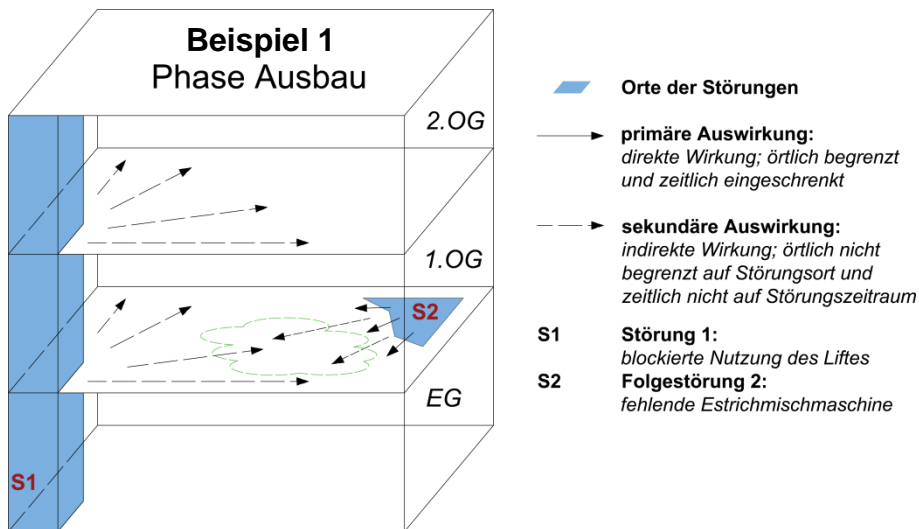 Beispiel 1
Phase Ausbau
2.OG
1.OG
S2
EG
S1
Orte der Störungen
primäre Auswirkung:
direkte Wirkung; örtlich begrenzt
und zeitlich eingeschränkt
sekundäre Auswirkung:
indirekte Wirkung; örtlich nicht
begrenzt auf Störungsort und
zeitlich nicht auf Störungszeitraum
S1 Störung 1:
blockierte Nutzung des Liftes
S2 Folgestörung 2:
fehlende Estrichmischmaschine